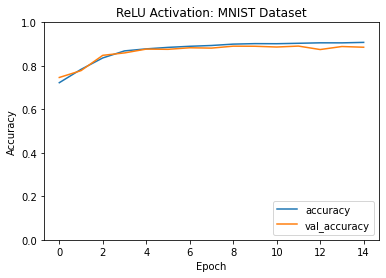 ReLU Activation: MNIST Dataset
1.0
0.8
0.6
0.4
0.2
0.0
Accuracy
accuracy
val_accuracy
0 2 4 6 8 10 12 14
Epoch